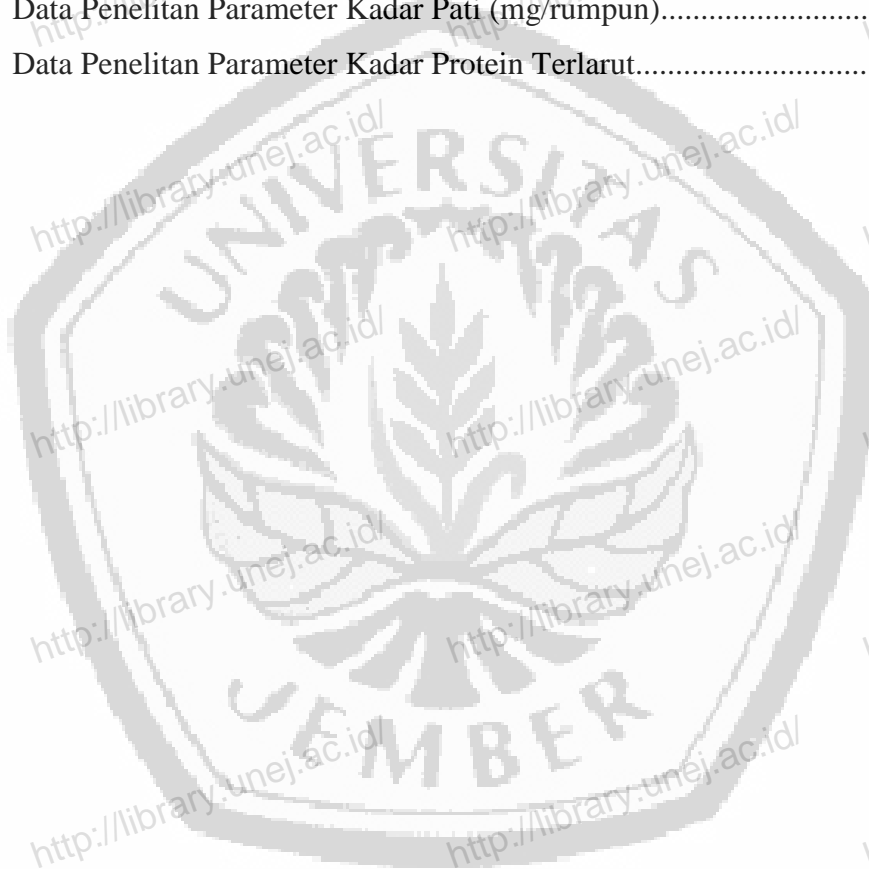 Data Penelitan Parameter Kadar Pati (mg/rumpun)..........................
Data Penelitan Parameter Kadar Protein Terlarut.............................
UNIVERSITAS
JEMBER
http://library.unej.ac.id/
http://library.unej.ac.id/
http://library.unej.ac.id/
http://library.unej.ac.id/
http://library.unej.ac.id/
http://library.unej.ac.id/
http://library.unej.ac.id/
http://library.unej.ac.id/